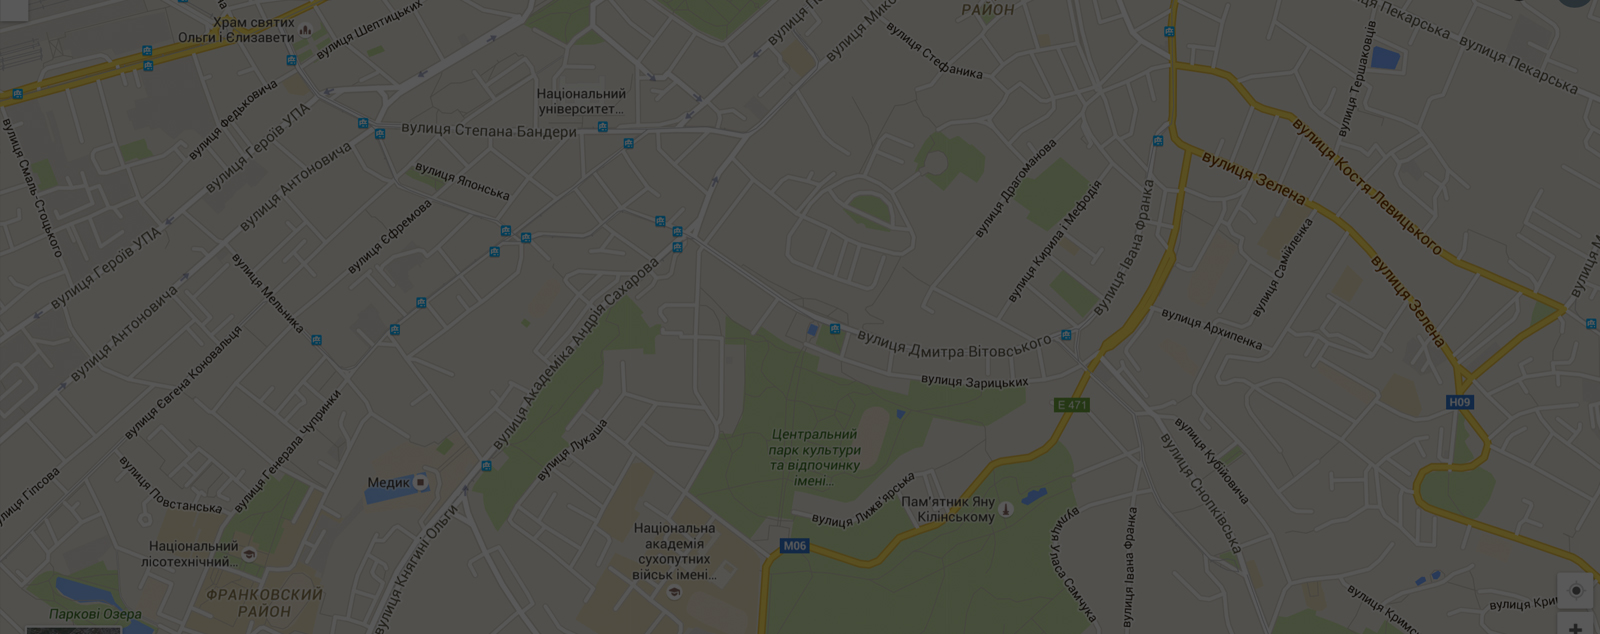 Храм святих
Ольги і Єлизавети
вулиця Шептицьких
РАЙОН
вулиця Стефаника
вулиця Пекарська
вулиця Пекарська
вулиця Тершаковців
вулиця Федьковича
вулиця Героїв УПА
Національний
університет...
вулиця Степана Бандери
вулиця Смаль-Стоцького
вулиця Антоновича
вулиця Японська
вулиця Драгоманова
вулиця Кирила і Мефодія
вулиця Івана Франка
вулиця Зелена
вулиця Костя Левицького
вулиця Героїв УПА
вулиця Єфремова
вулиця Самійленка
вулиця Мельника
вулиця Антоновича
вулиця Академіка Андрія Сахарова
вулиця Зелена
вулиця Архипенка
вулиця Дмитра Вітовського
вулиця Зарицьких
вулиця Євгена Коновальця
вулиця Генерала Чупринки
E 471
H09
вулиця Лукаша
Центральний
парк культури
та відпочинку
імені...
вулиця Кубійовича
вулиця Снопківська
вулиця Гіпсова
вулиця Повстанська
Медик
вулиця Лижв'ярська
Пам'ятник Яну
Кілінському
Національна
академія
сухопутних
військ імені...
M06
вулиця Уласа Самчука
вулиця Івана Франка
Національний
лісотехнічний...
вулиця Княгині Ольги
ФРАНКОВСКИЙ
РАЙОН
Паркові Озера